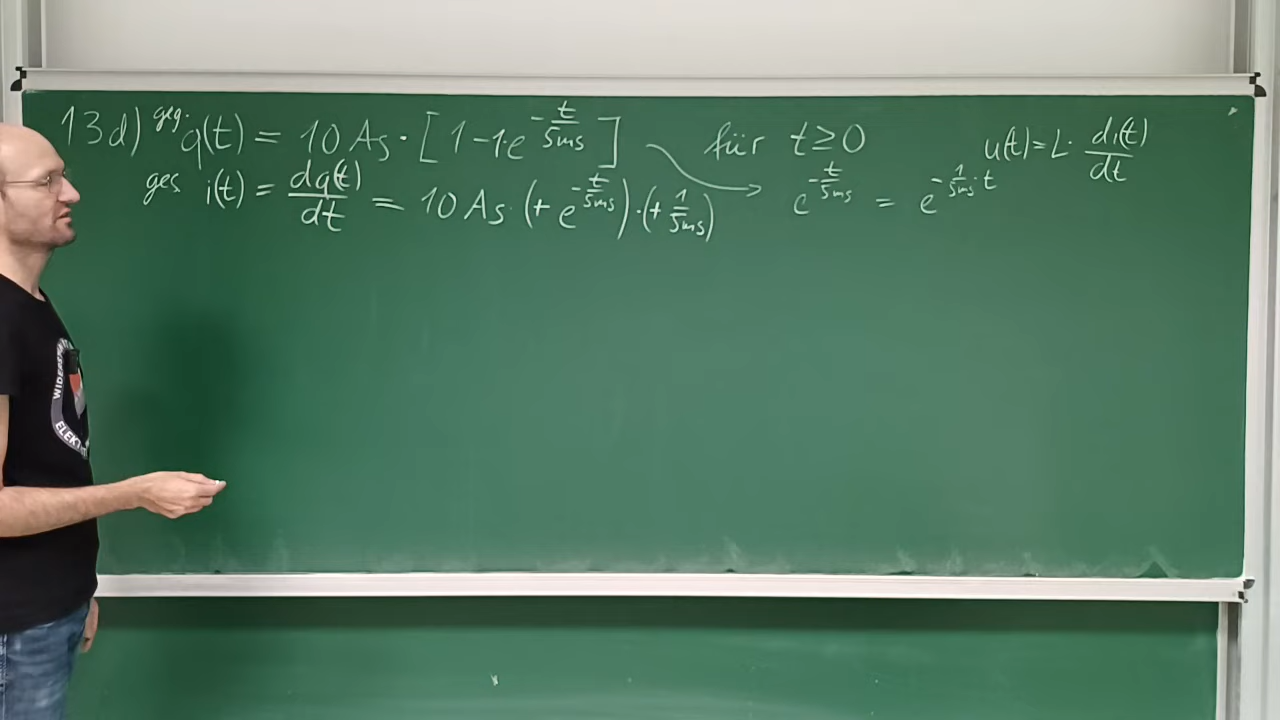 13d) geg. q(t) = 10 As · [1-1·e^{-t/5ms}] für t ≥ 0
u(t) = L · di(t)/dt
ges i(t) = dq(t)/dt = 10 As · (+ e^{-t/5ms}) · (+ 1/5ms)
e^{-t/5ms} = e^{-1/5ms · t}